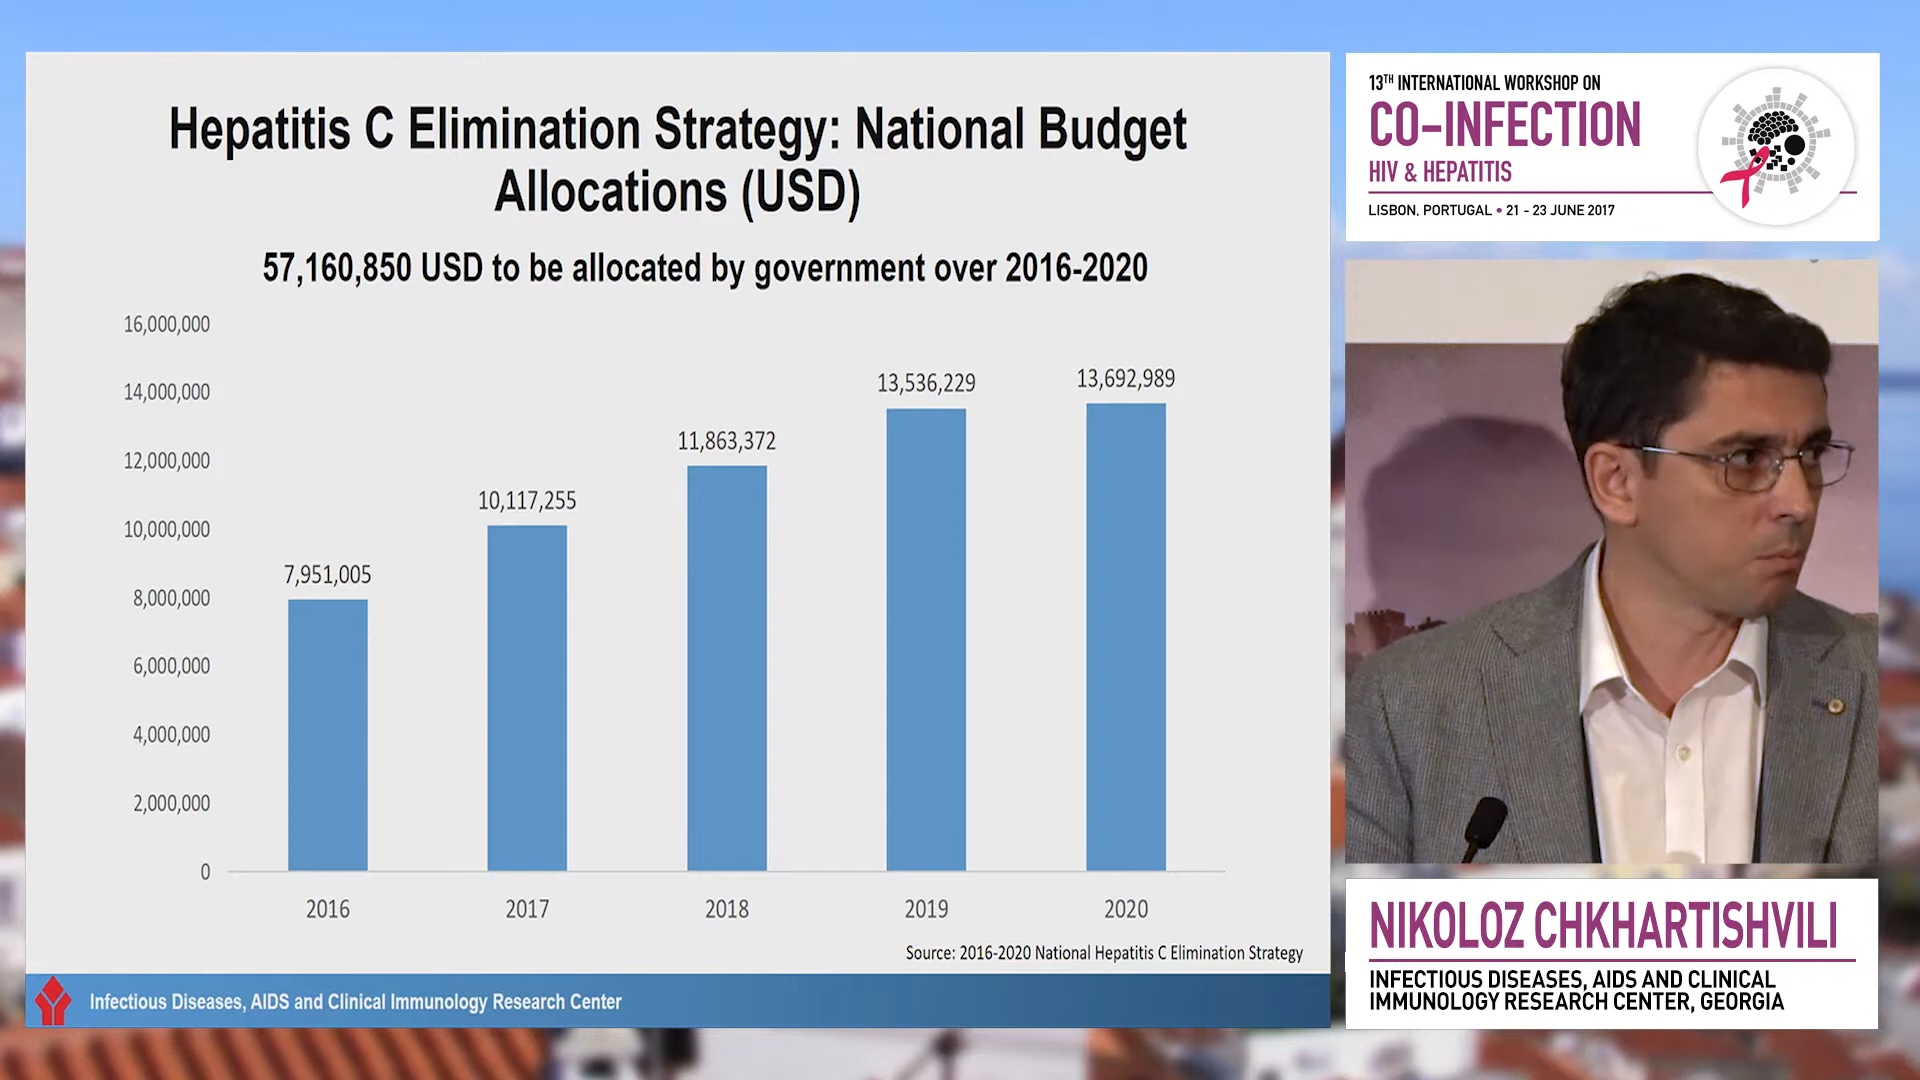 Hepatitis C Elimination Strategy: National Budget
Allocations (USD)
57,160,850 USD to be allocated by government over 2016-2020
16,000,000
14,000,000
12,000,000
10,000,000
8,000,000
6,000,000
4,000,000
2,000,000
0
7,951,005
10,117,255
11,863,372
13,536,229
13,692,989
2016
2017
2018
2019
2020
Source: 2016-2020 National Hepatitis C Elimination Strategy
Infectious Diseases, AIDS and Clinical Immunology Research Center
13TH INTERNATIONAL WORKSHOP ON
CO-INFECTION
HIV & HEPATITIS
LISBON, PORTUGAL • 21 - 23 JUNE 2017
NIKOLOZ CHKHARTISHVILI
INFECTIOUS DISEASES, AIDS AND CLINICAL
IMMUNOLOGY RESEARCH CENTER, GEORGIA